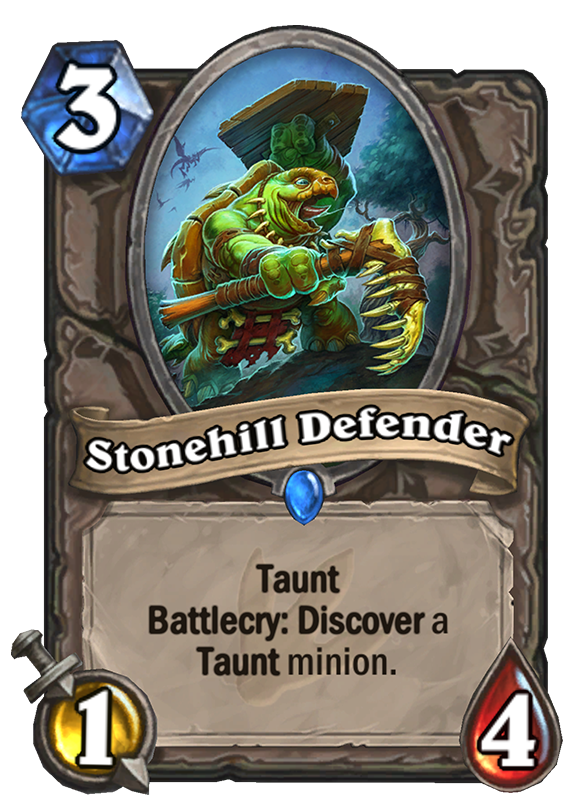 3
Stonehill Defender
Taunt
Battlecry: Discover a
Taunt minion.
1
4